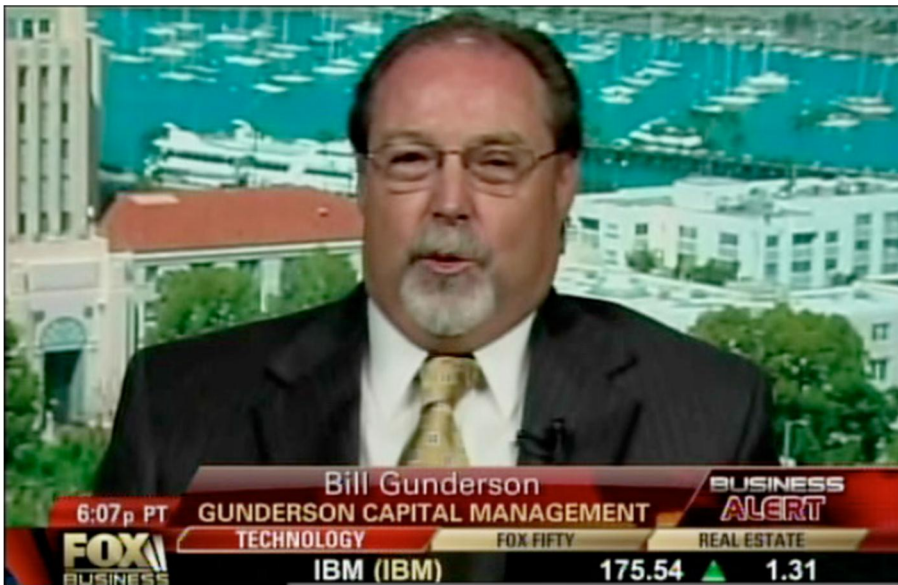 Bill Gunderson
BUSINESS
ALERT
6:07p PT
GUNDERSON CAPITAL MANAGEMENT
TECHNOLOGY
FOX FIFTY
REAL ESTATE
FOX
BUSINESS
IBM (IBM)
175.54
1.31